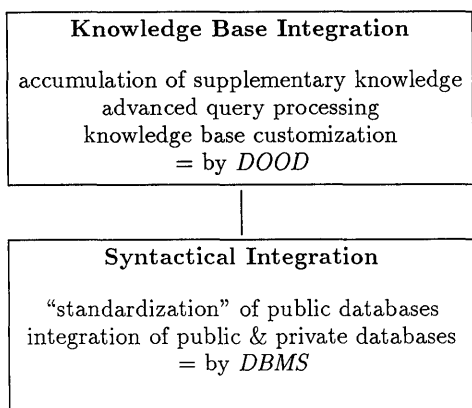 Knowledge Base Integration
accumulation of supplementary knowledge
advanced query processing
knowledge base customization
= by DOOD
Syntactical Integration
“standardization” of public databases
integration of public & private databases
= by DBMS